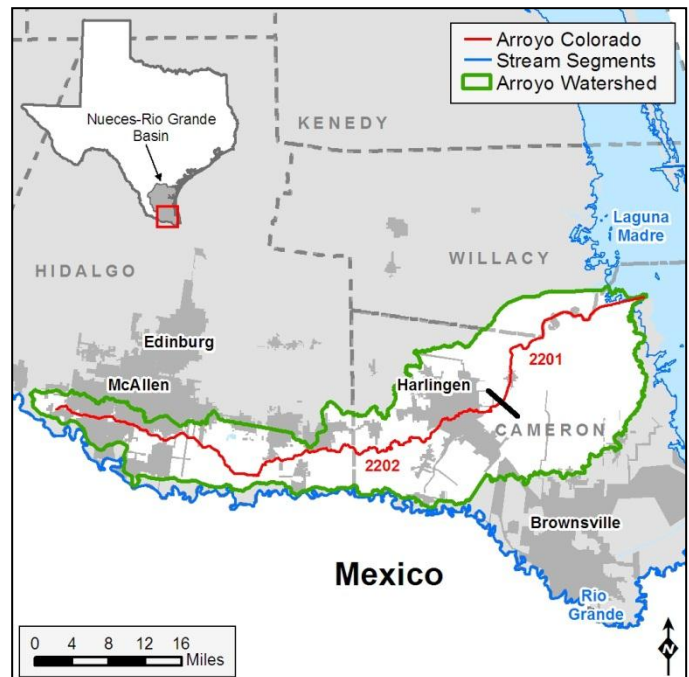 Arroyo Colorado
Stream Segments
Arroyo Watershed
Nueces-Rio Grande
Basin
KENEDY
Laguna
Madre
WILLACY
HIDALGO
Edinburg
McAllen
Harlingen
2201
CAMERON
2202
Brownsville
Mexico
Rio
Grande
0 4 8 12 16
Miles
N